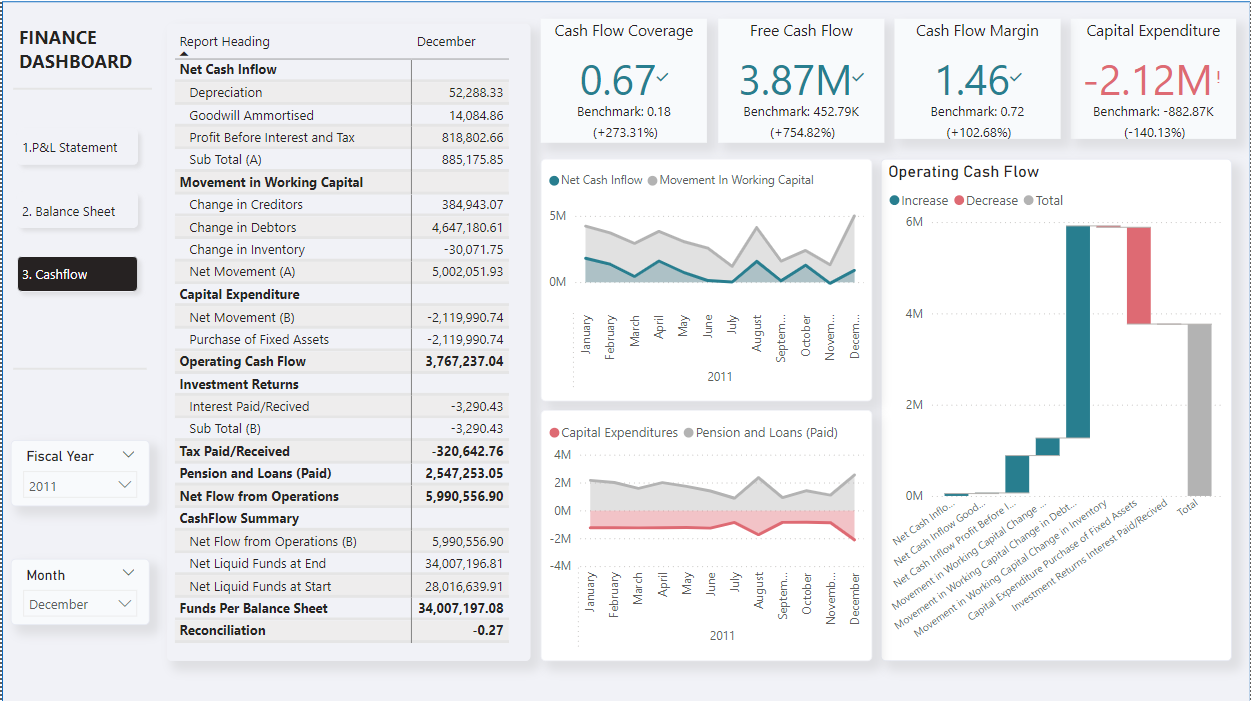 FINANCE
DASHBOARD
1.P&L Statement
2. Balance Sheet
3. Cashflow
Fiscal Year
2011
Month
December
Report Heading December
Net Cash Inflow
Depreciation 52,288.33
Goodwill Ammortised 14,084.86
Profit Before Interest and Tax 818,802.66
Sub Total (A) 885,175.85
Movement in Working Capital
Change in Creditors 384,943.07
Change in Debtors 4,647,180.61
Change in Inventory -30,071.75
Net Movement (A) 5,002,051.93
Capital Expenditure
Net Movement (B) -2,119,990.74
Purchase of Fixed Assets -2,119,990.74
Operating Cash Flow 3,767,237.04
Investment Returns
Interest Paid/Recived -3,290.43
Sub Total (B) -3,290.43
Tax Paid/Received -320,642.76
Pension and Loans (Paid) 2,547,253.05
Net Flow from Operations 5,990,556.90
CashFlow Summary
Net Flow from Operations (B) 5,990,556.90
Net Liquid Funds at End 34,007,196.81
Net Liquid Funds at Start 28,016,639.91
Funds Per Balance Sheet 34,007,197.08
Reconciliation -0.27
Cash Flow Coverage
0.67
Benchmark: 0.18
(+273.31%)
Free Cash Flow
3.87M
Benchmark: 452.79K
(+754.82%)
Cash Flow Margin
1.46
Benchmark: 0.72
(+102.68%)
Capital Expenditure
-2.12M!
Benchmark: -882.87K
(-140.13%)
Net Cash Inflow Movement In Working Capital
5M
0M
January
February
March
April
May
June
July
August
Septem...
October
Novem...
Decem...
2011
Capital Expenditures Pension and Loans (Paid)
4M
2M
0M
-2M
-4M
January
February
March
April
May
June
July
August
Septem...
October
Novemb...
December
2011
Operating Cash Flow
Increase Decrease Total
6M
4M
2M
0M
Net Cash Inflo...
Net Cash Inflow Good...
Net Cash Inflow Profit Before I...
Movement in Working Capital Change ...
Movement in Working Capital Change in Debt...
Movement in Working Capital Change in Inventory
Capital Expenditure Purchase of Fixed Assets
Investment Returns Interest Paid/Recived
Total